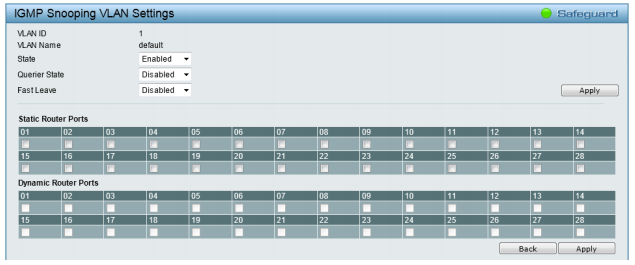 IGMP Snooping VLAN Settings Safeguard
VLAN ID 1
VLAN Name default
State Enabled
Querier State Disabled
Fast Leave Disabled Apply
Static Router Ports
01 02 03 04 05 06 07 08 09 10 11 12 13 14
15 16 17 18 19 20 21 22 23 24 25 26 27 28
Dynamic Router Ports
01 02 03 04 05 06 07 08 09 10 11 12 13 14
15 16 17 18 19 20 21 22 23 24 25 26 27 28
Back Apply